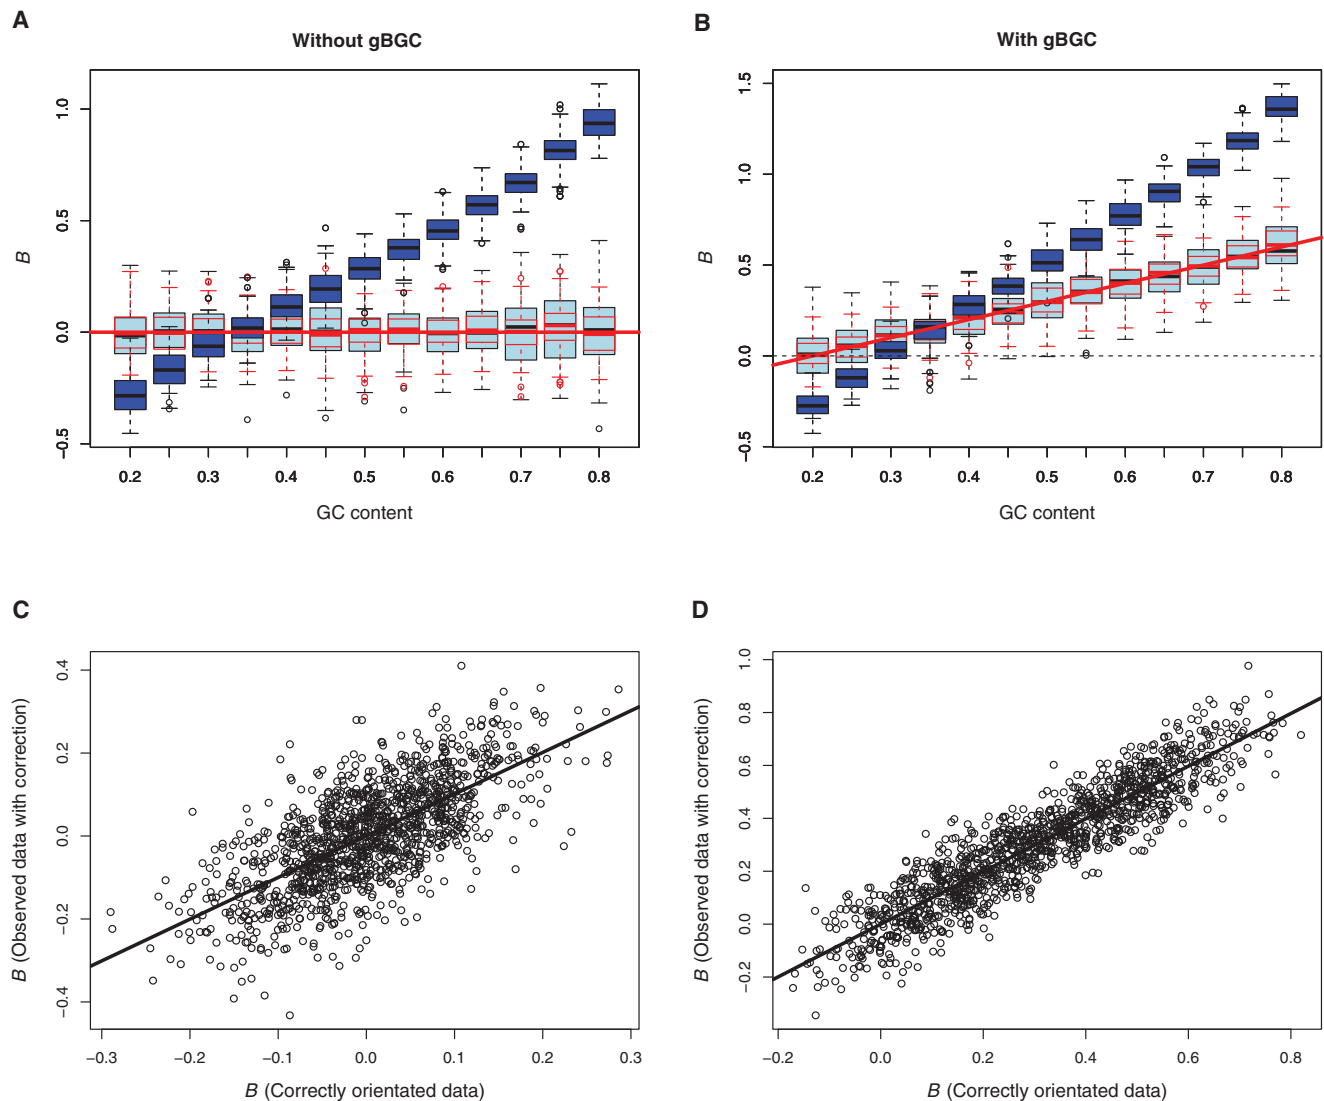 A
Without gBGC
B
1.0
0.5
0.0
−0.5
0.2 0.3 0.4 0.5 0.6 0.7 0.8
GC content
B
With gBGC
1.5
1.0
0.5
0.0
−0.5
0.2 0.3 0.4 0.5 0.6 0.7 0.8
GC content
C
B (Observed data with correction)
0.4
0.2
0.0
−0.2
−0.4
−0.3 −0.2 −0.1 0.0 0.1 0.2 0.3
B (Correctly orientated data)
D
B (Observed data with correction)
1.0
0.8
0.6
0.4
0.2
0.0
−0.2
−0.2 0.0 0.2 0.4 0.6 0.8
B (Correctly orientated data)